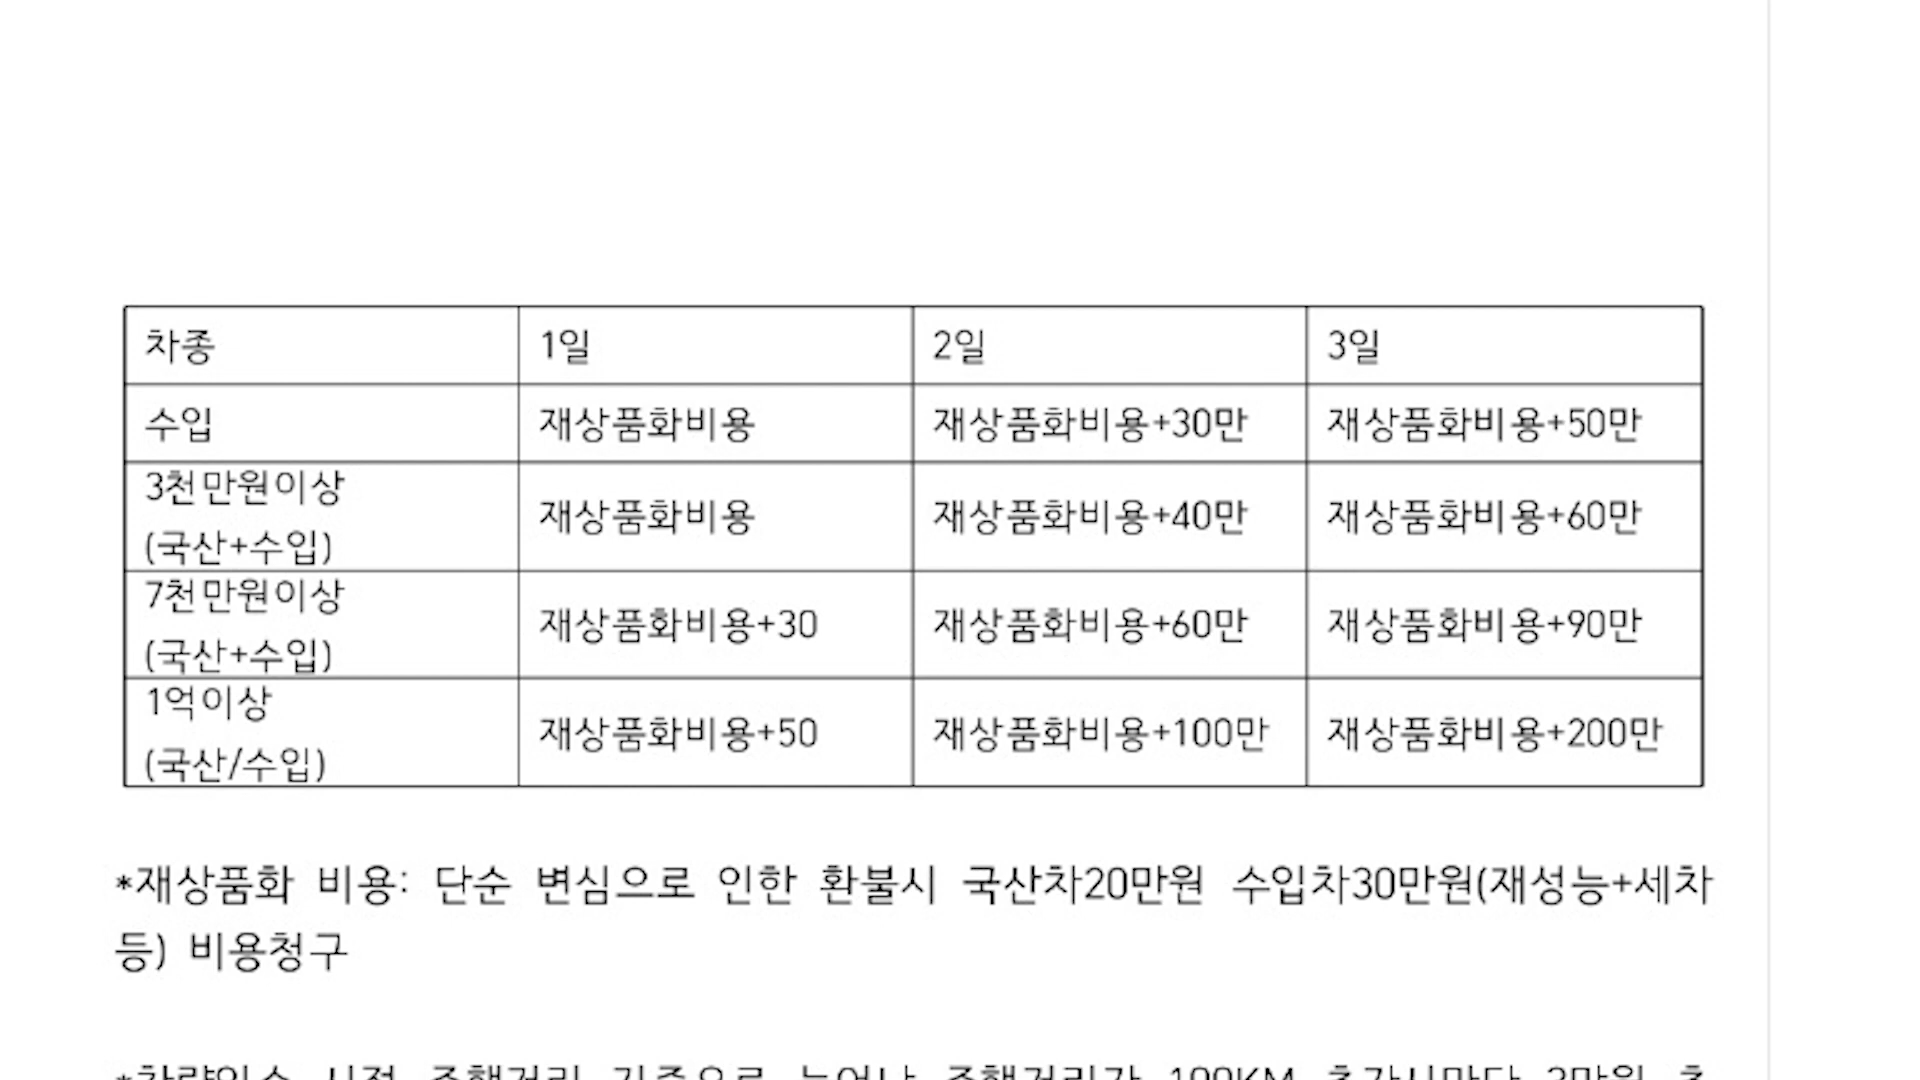 차종 1일 2일 3일
수입 재상품화비용 재상품화비용+30만 재상품화비용+50만
3천만원이상
(국산+수입) 재상품화비용 재상품화비용+40만 재상품화비용+60만
7천만원이상
(국산+수입) 재상품화비용+30 재상품화비용+60만 재상품화비용+90만
1억이상
(국산/수입) 재상품화비용+50 재상품화비용+100만 재상품화비용+200만
*재상품화 비용: 단순 변심으로 인한 환불시 국산차20만원 수입차30만원(재성능+세차
등) 비용청구